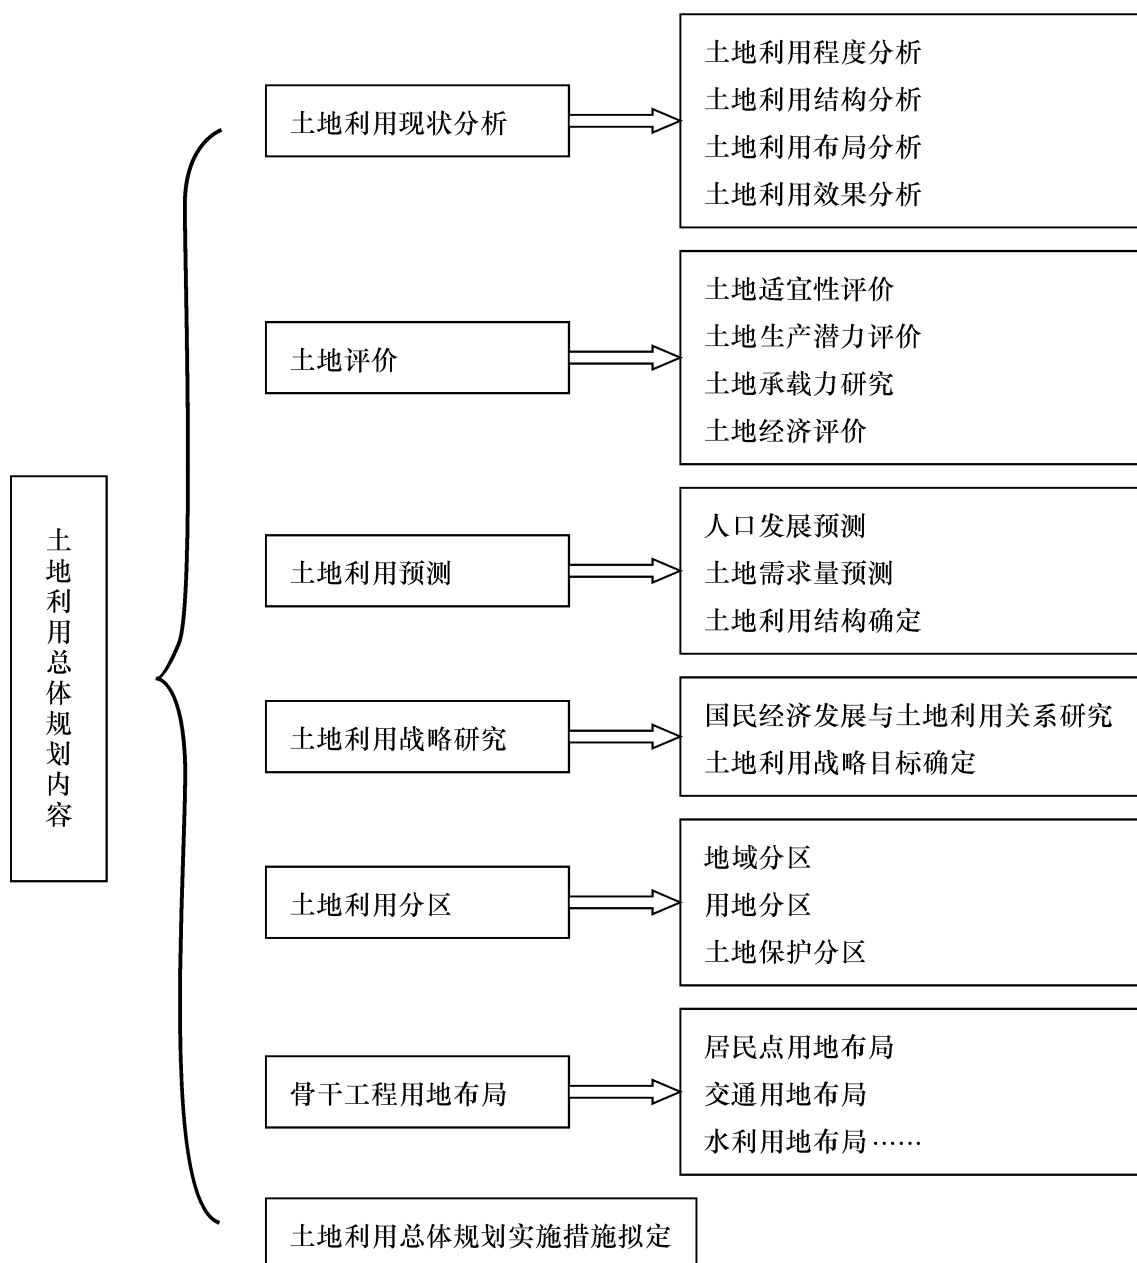 土地利用总体规划内容
土地利用现状分析
土地利用程度分析
土地利用结构分析
土地利用布局分析
土地利用效果分析
土地评价
土地适宜性评价
土地生产潜力评价
土地承载力研究
土地经济评价
土地利用预测
人口发展预测
土地需求量预测
土地利用结构确定
土地利用战略研究
国民经济发展与土地利用关系研究
土地利用战略目标确定
土地利用分区
地域分区
用地分区
土地保护分区
骨干工程用地布局
居民点用地布局
交通用地布局
水利用地布局……
土地利用总体规划实施措施拟定